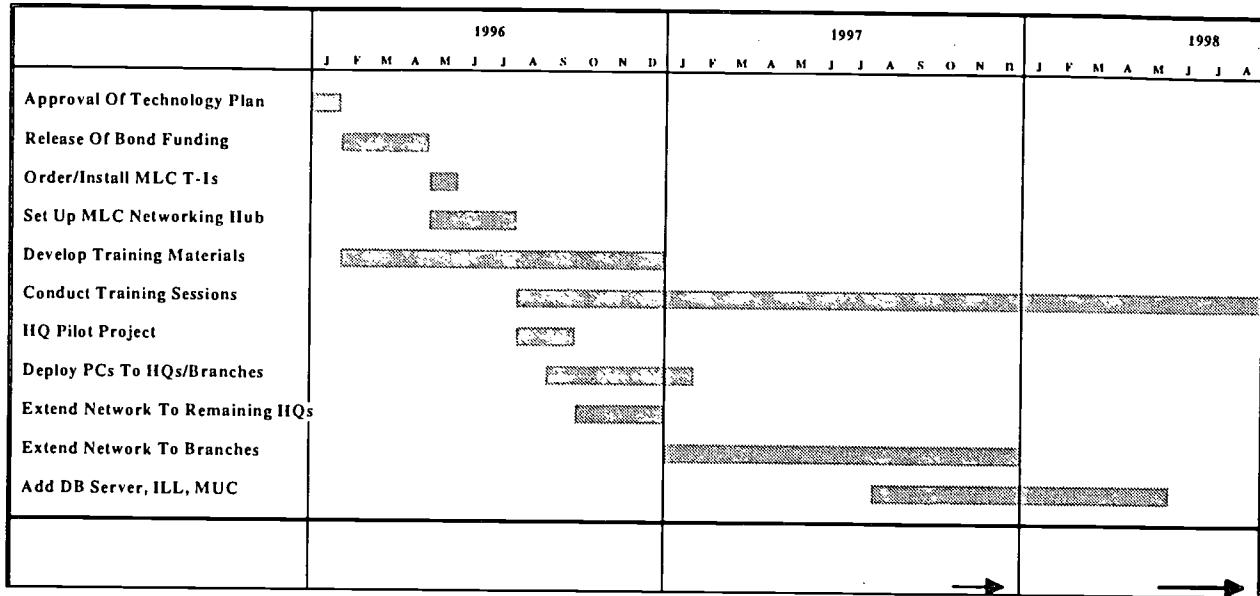 1996 1997 1998
J F M A M J J A S O N D J F M A M J J A S O N D J F M A M J J A
Approval Of Technology Plan
Release Of Bond Funding
Order/Install MLC T-1s
Set Up MLC Networking Hub
Develop Training Materials
Conduct Training Sessions
HQ Pilot Project
Deploy PCs To HQs/Branches
Extend Network To Remaining HQs
Extend Network To Branches
Add DB Server, ILL, MUC